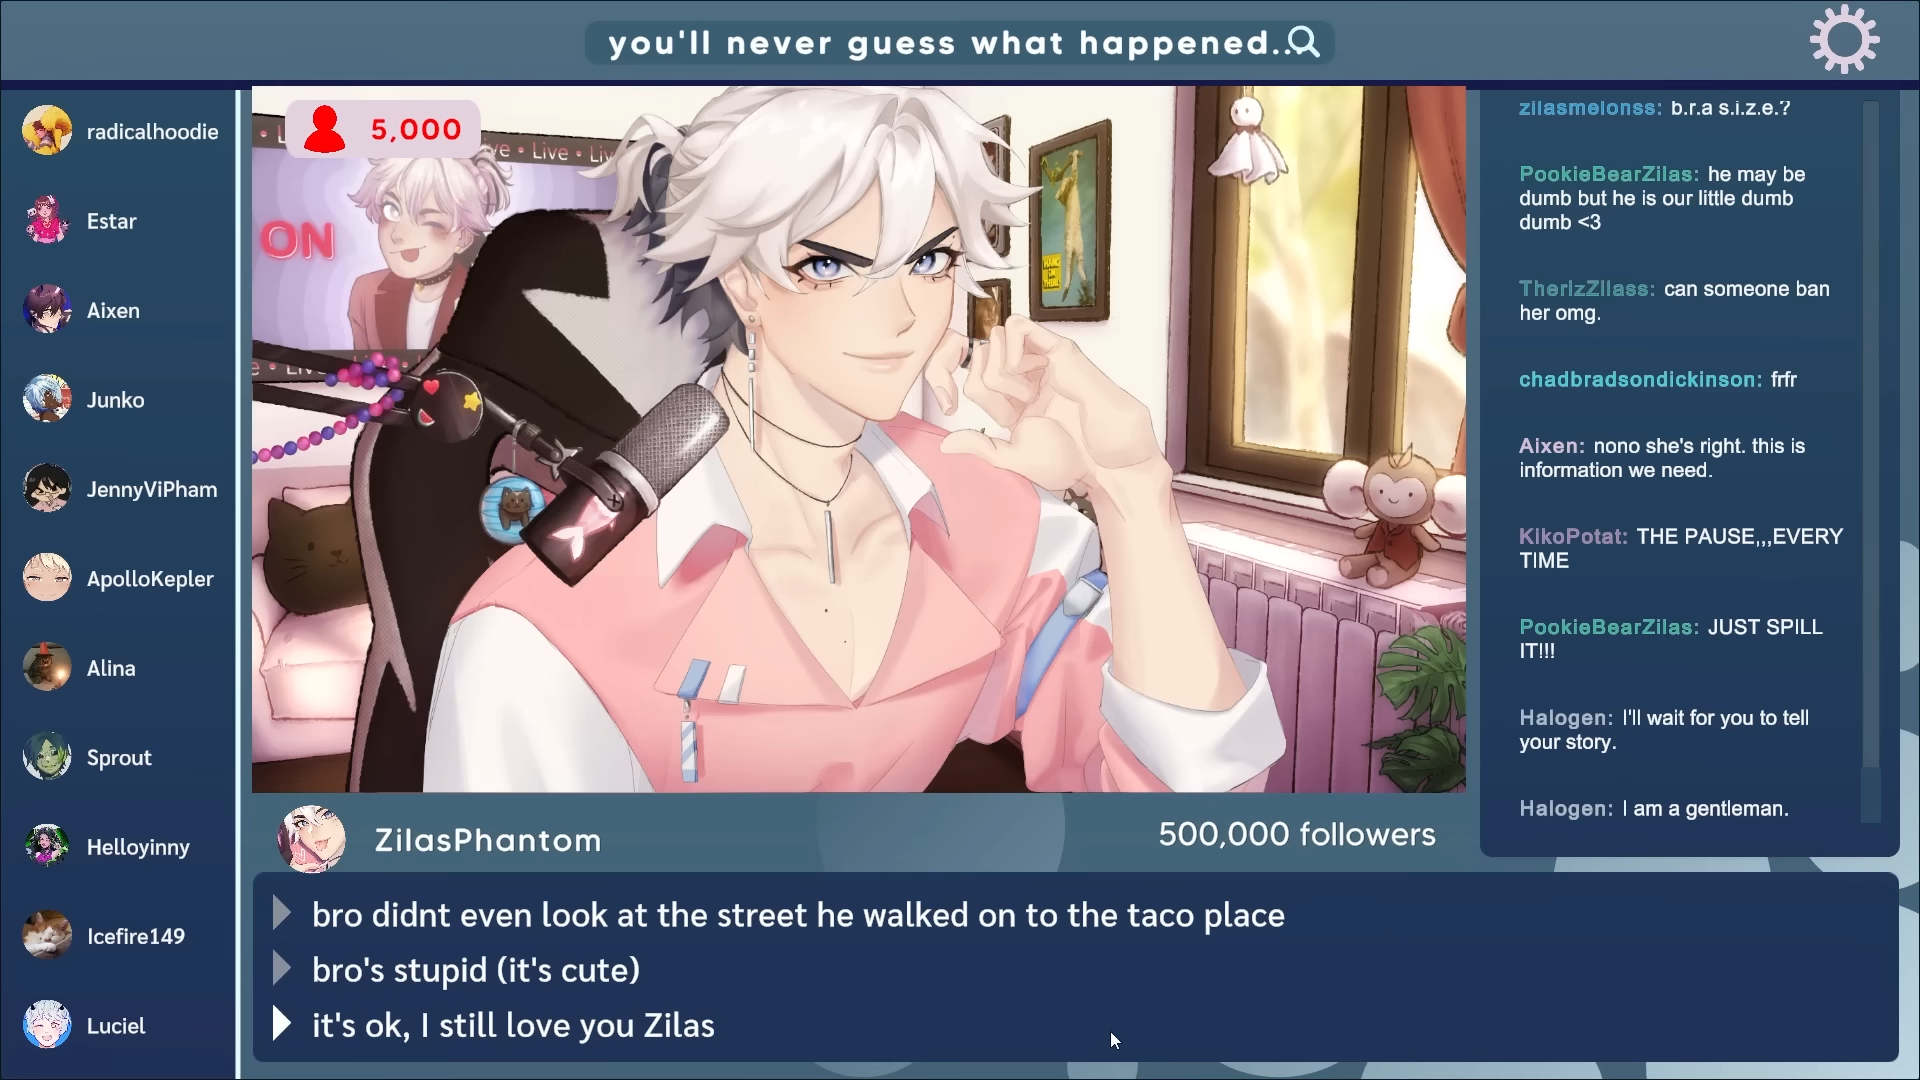 you'll never guess what happened..
radicalhoodie
Estar
Aixen
Junko
JennyViPham
ApolloKepler
Alina
Sprout
Helloyinny
Icefire149
Luciel
5,000
Live • Liv
ON
HANG
ON
THERE!
ZilasPhantom
500,000 followers
bro didnt even look at the street he walked on to the taco place
bro's stupid (it's cute)
it's ok, I still love you Zilas
zilasmelonss: b.r.a s.i.z.e.?
PookieBearZilas: he may be
dumb but he is our little dumb
dumb <3
TherizZilass: can someone ban
her omg.
chadbradsondickinson: frfr
Aixen: nono she's right. this is
information we need.
KikoPotat: THE PAUSE,,,EVERY
TIME
PookieBearZilas: JUST SPILL
IT!!!
Halogen: I'll wait for you to tell
your story.
Halogen: I am a gentleman.